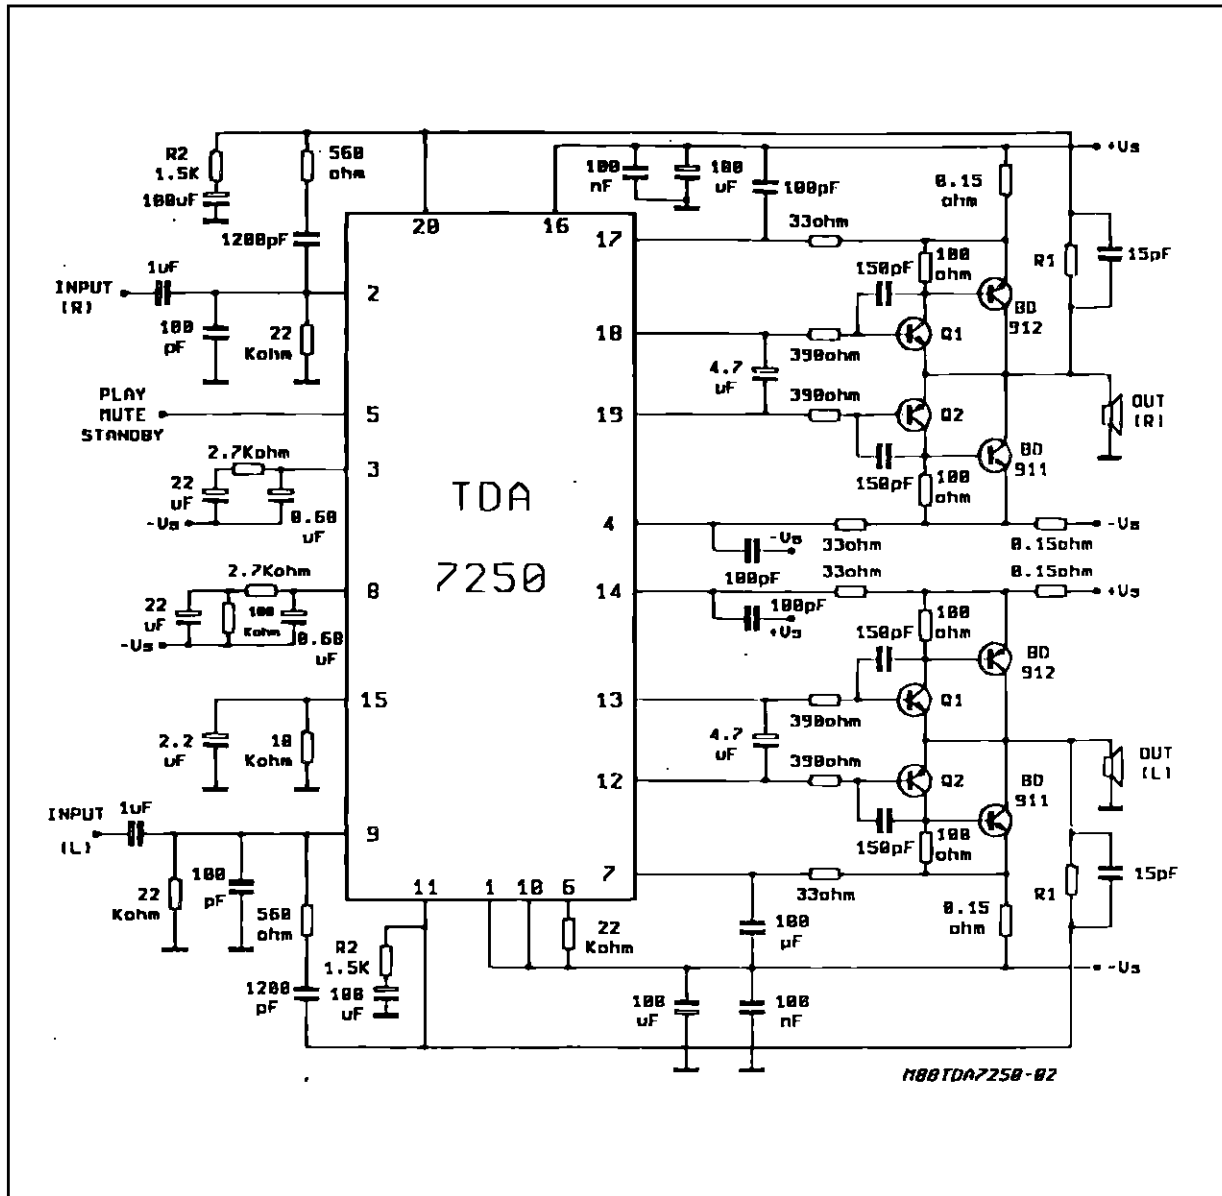 R2
1.5K
100uF
560
ohm
1200pF
100
nF
100
uF
100pF
0.15
ohm
+Vs
20
16
17
33ohm
INPUT
(R)
1uF
2
100
pF
22
Kohm
150pF
100
ohm
BD
912
R1
15pF
18
390ohm
Q1
4.7
uF
390ohm
PLAY
MUTE
STANDBY
5
19
Q2
OUT
(R)
2.7Kohm
3
22
uF
-Vs
0.68
uF
TDA
7250
150pF
100
ohm
BD
911
4
33ohm
0.15ohm
-Vs
-Vs
100pF
2.7Kohm
8
22
uF
100
Kohm
-Vs
0.68
uF
14
33ohm
0.15ohm
+Vs
100pF
+Vs
150pF
100
ohm
BD
912
15
2.2
uF
10
Kohm
13
390ohm
Q1
4.7
uF
390ohm
12
Q2
BD
911
OUT
(L)
INPUT
(L)
1uF
9
22
Kohm
100
pF
560
ohm
1200
pF
150pF
100
ohm
7
33ohm
0.15
ohm
R1
15pF
11
1
10
6
R2
1.5K
100
uF
22
Kohm
100
µF
-Vs
100
uF
100
nF
M88TDA7250-02